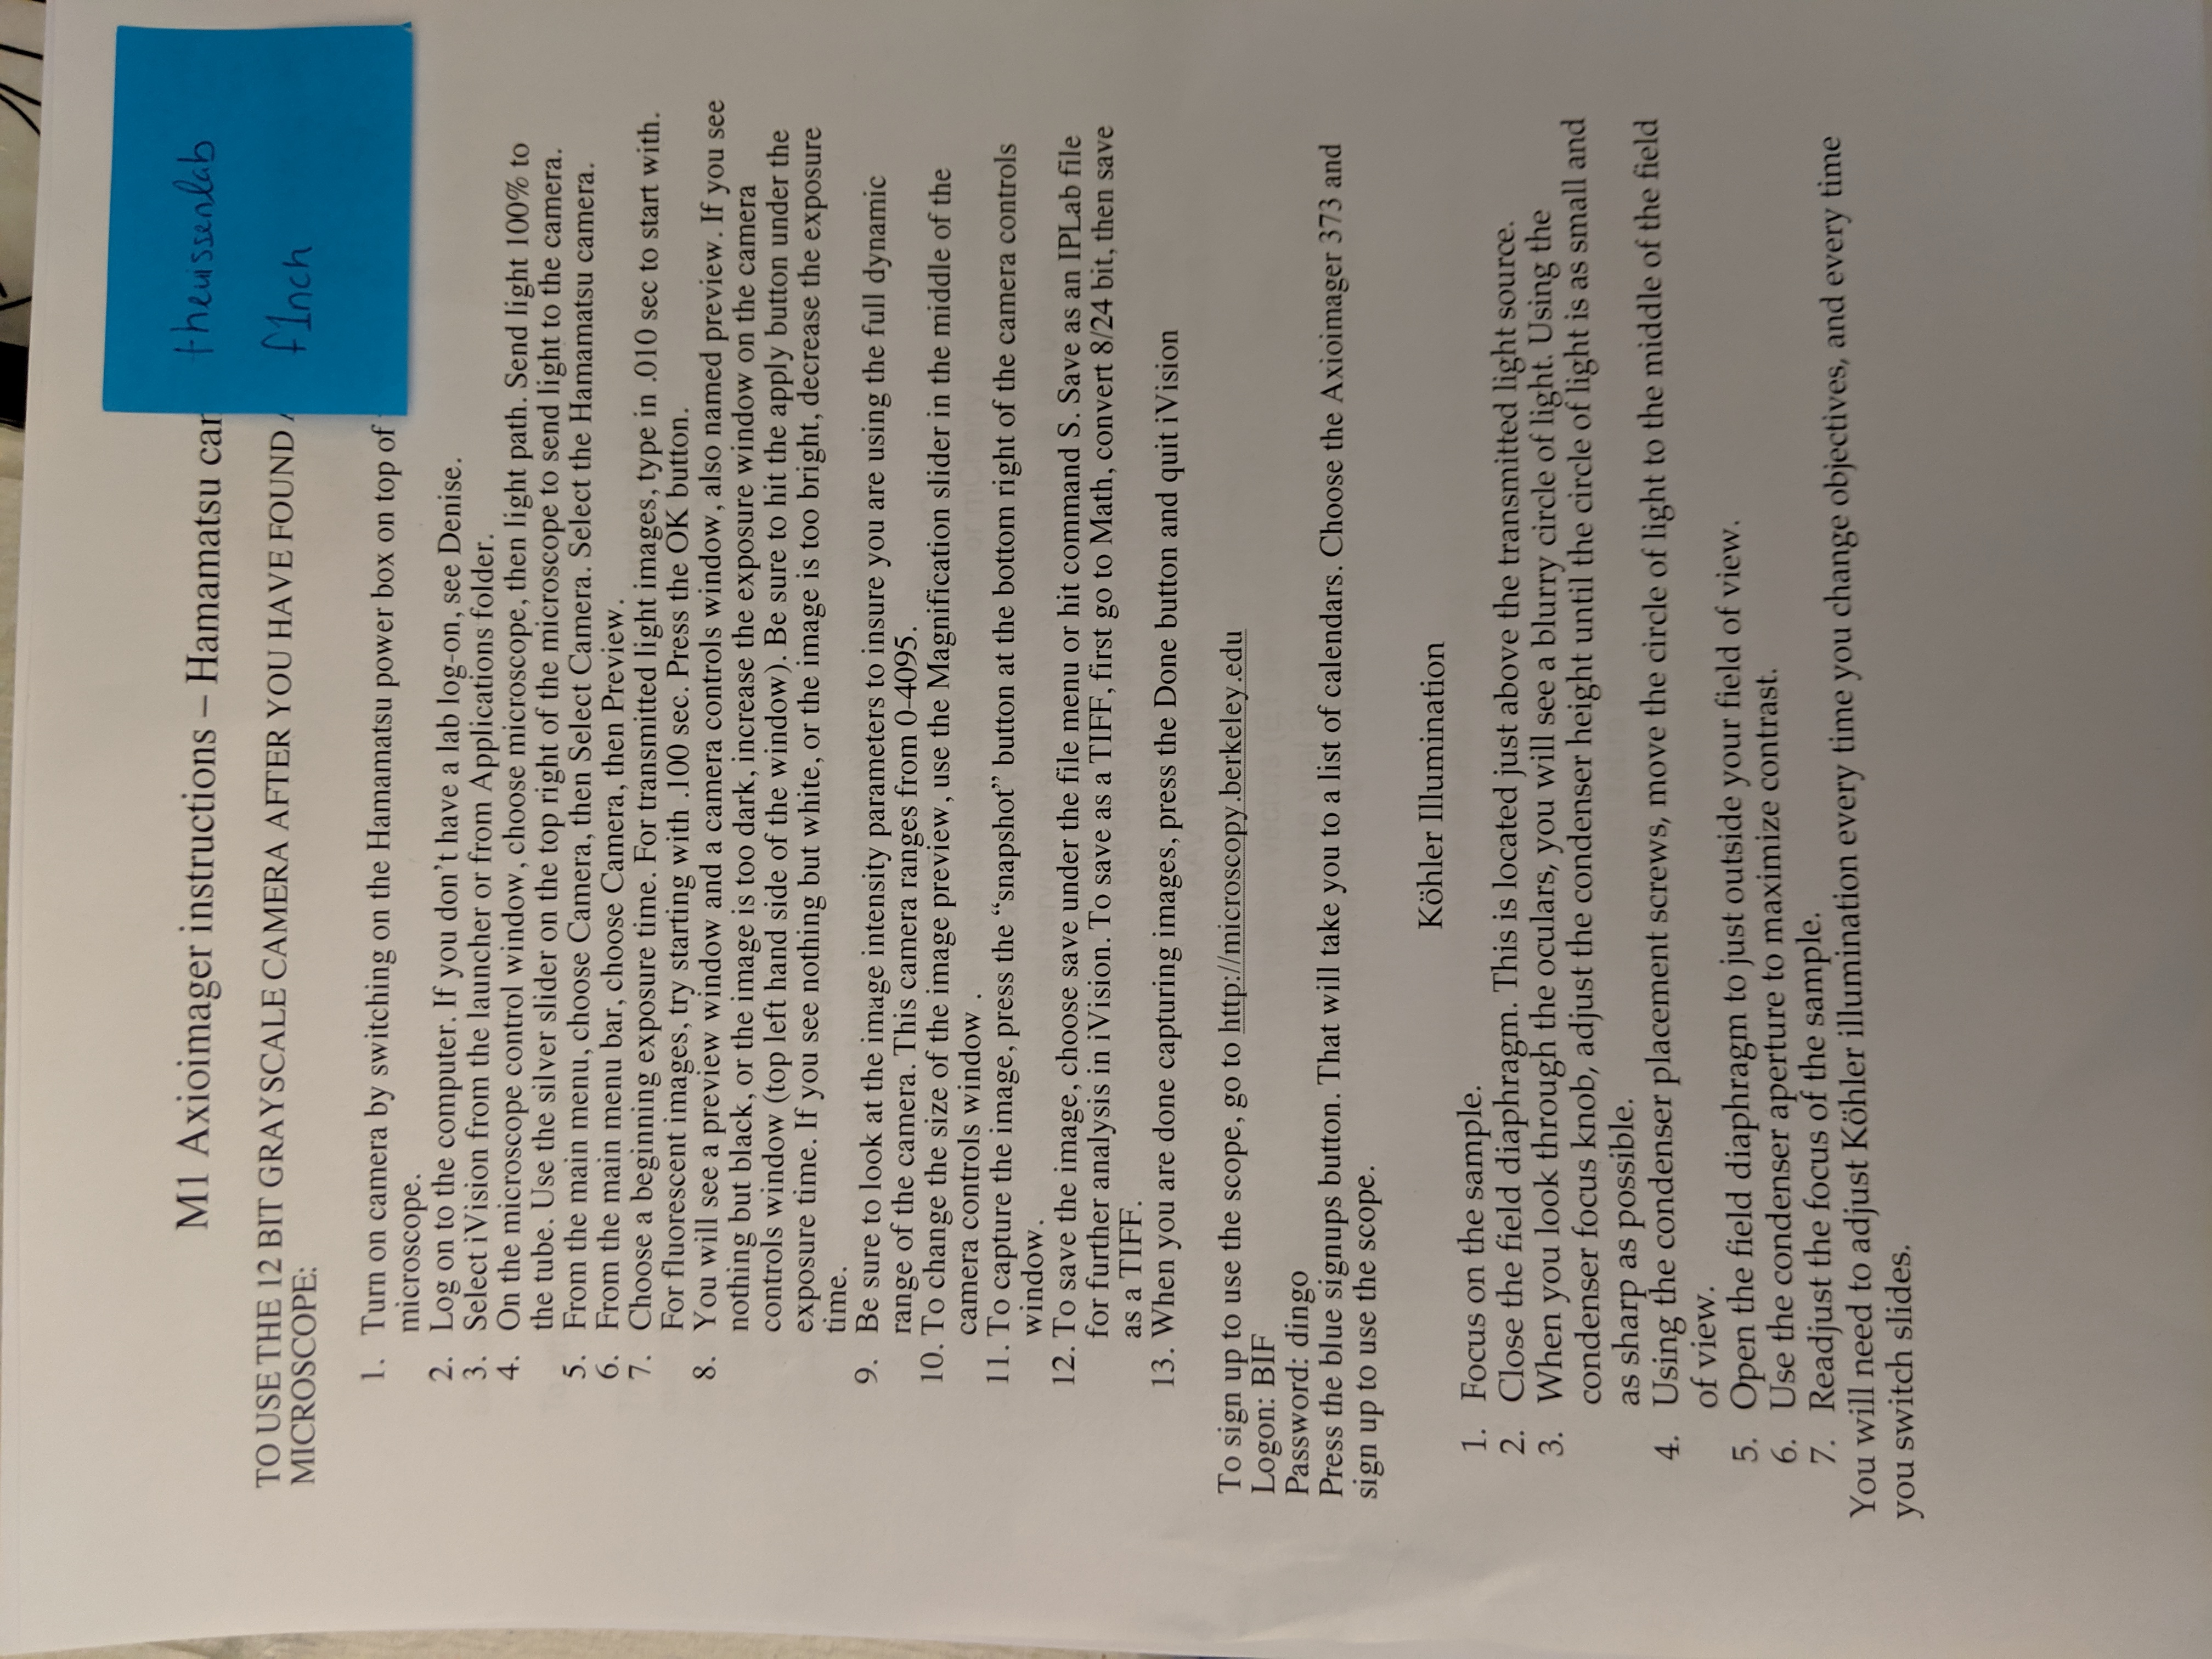 M1 Axioimager instructions – Hamamatsu
theunissenlab
f1nch
TO USE THE 12 BIT GRAYSCALE CAMERA AFTER YOU HAVE FOUND
MICROSCOPE:
1. Turn on camera by switching on the Hamamatsu power box on top of
microscope.
2. Log on to the computer. If you don’t have a lab log-on, see Denise.
3. Select iVision from the launcher or from Applications folder.
4. On the microscope control window, choose microscope, then light path. Send light 100% to
the tube. Use the silver slider on the top right of the microscope to send light to the camera.
5. From the main menu, choose Camera, then Select Camera. Select the Hamamatsu camera.
6. From the main menu bar, choose Camera, then Preview.
7. Choose a beginning exposure time. For transmitted light images, type in .010 sec to start with.
For fluorescent images, try starting with .100 sec. Press the OK button.
8. You will see a preview window and a camera controls window, also named preview. If you see
nothing but black, or the image is too dark, increase the exposure window on the camera
controls window (top left hand side of the window). Be sure to hit the apply button under the
exposure time. If you see nothing but white, or the image is too bright, decrease the exposure
time.
9. Be sure to look at the image intensity parameters to insure you are using the full dynamic
range of the camera. This camera ranges from 0-4095.
10. To change the size of the image preview, use the Magnification slider in the middle of the
camera controls window .
11. To capture the image, press the “snapshot” button at the bottom right of the camera controls
window.
12. To save the image, choose save under the file menu or hit command S. Save as an IPLab file
for further analysis in iVision. To save as a TIFF, first go to Math, convert 8/24 bit, then save
as a TIFF.
13. When you are done capturing images, press the Done button and quit iVision
To sign up to use the scope, go to http://microscopy.berkeley.edu
Logon: BIF
Password: dingo
Press the blue signups button. That will take you to a list of calendars. Choose the Axioimager 373 and
sign up to use the scope.
Köhler Illumination
1. Focus on the sample.
2. Close the field diaphragm. This is located just above the transmitted light source.
3. When you look through the oculars, you will see a blurry circle of light. Using the
condenser focus knob, adjust the condenser height until the circle of light is as small and
as sharp as possible.
4. Using the condenser placement screws, move the circle of light to the middle of the field
of view.
5. Open the field diaphragm to just outside your field of view.
6. Use the condenser aperture to maximize contrast.
7. Readjust the focus of the sample.
You will need to adjust Köhler illumination every time you change objectives, and every time
you switch slides.